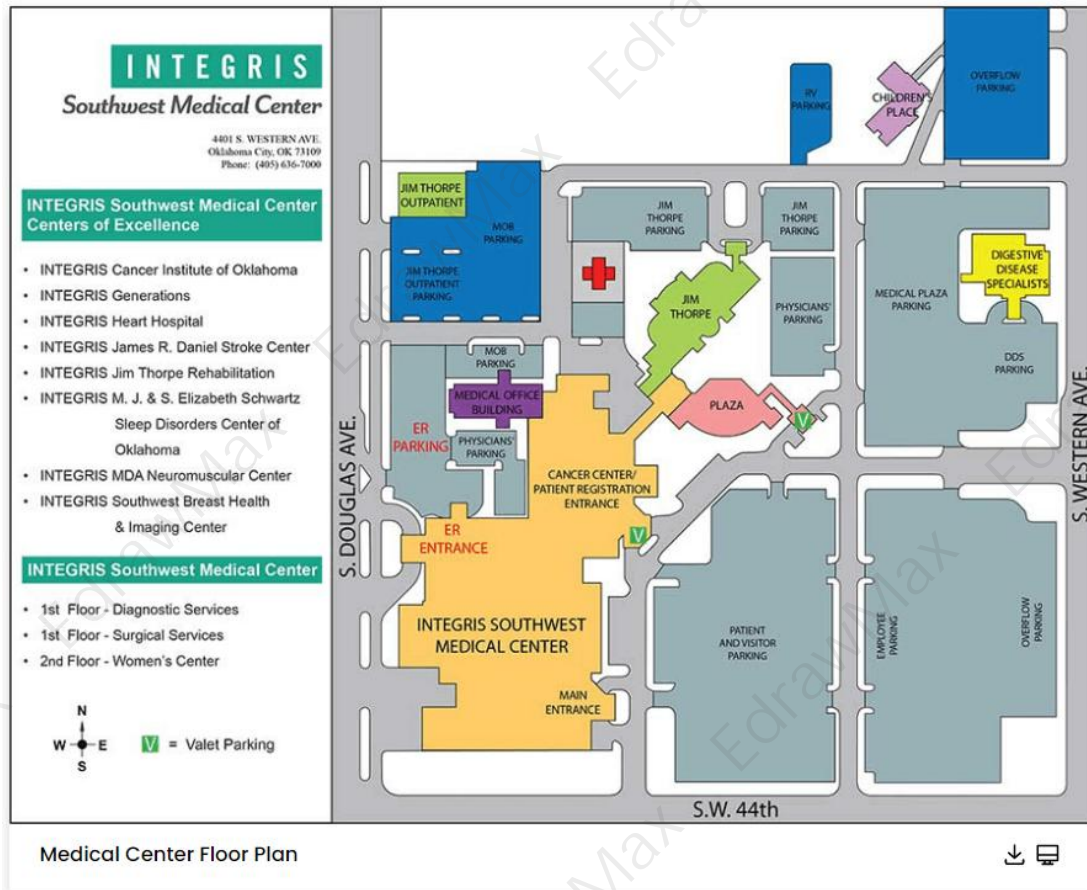 INTEGRIS
Southwest Medical Center
4401 S. WESTERN AVE.
Oklahoma City, OK 73109
Phone: (405) 636-7000
INTEGRIS Southwest Medical Center
Centers of Excellence
• INTEGRIS Cancer Institute of Oklahoma
• INTEGRIS Generations
• INTEGRIS Heart Hospital
• INTEGRIS James R. Daniel Stroke Center
• INTEGRIS Jim Thorpe Rehabilitation
• INTEGRIS M. J. & S. Elizabeth Schwartz
Sleep Disorders Center of
Oklahoma
• INTEGRIS MDA Neuromuscular Center
• INTEGRIS Southwest Breast Health
& Imaging Center
INTEGRIS Southwest Medical Center
• 1st Floor - Diagnostic Services
• 1st Floor - Surgical Services
• 2nd Floor - Women's Center
N
W E
S
V = Valet Parking
OVERFLOW
PARKING
RV
PARKING
CHILDREN'S
PLACE
JIM THORPE
OUTPATIENT
MOB
PARKING
JIM THORPE
OUTPATIENT
PARKING
JIM
THORPE
PARKING
JIM
THORPE
PARKING
JIM
THORPE
PHYSICIANS'
PARKING
MEDICAL PLAZA
PARKING
DIGESTIVE
DISEASE
SPECIALISTS
DDS
PARKING
MOB
PARKING
MEDICAL OFFICE
BUILDING
PLAZA
V
ER
PARKING
PHYSICIANS'
PARKING
CANCER CENTER/
PATIENT REGISTRATION
ENTRANCE
V
ER
ENTRANCE
INTEGRIS SOUTHWEST
MEDICAL CENTER
MAIN
ENTRANCE
PATIENT
AND VISITOR
PARKING
EMPLOYEE
PARKING
OVERFLOW
PARKING
S. DOUGLAS AVE.
S. WESTERN AVE.
S.W. 44th
Medical Center Floor Plan
EdrawMax
EdrawMax
EdrawMax
EdrawMax
EdrawMax